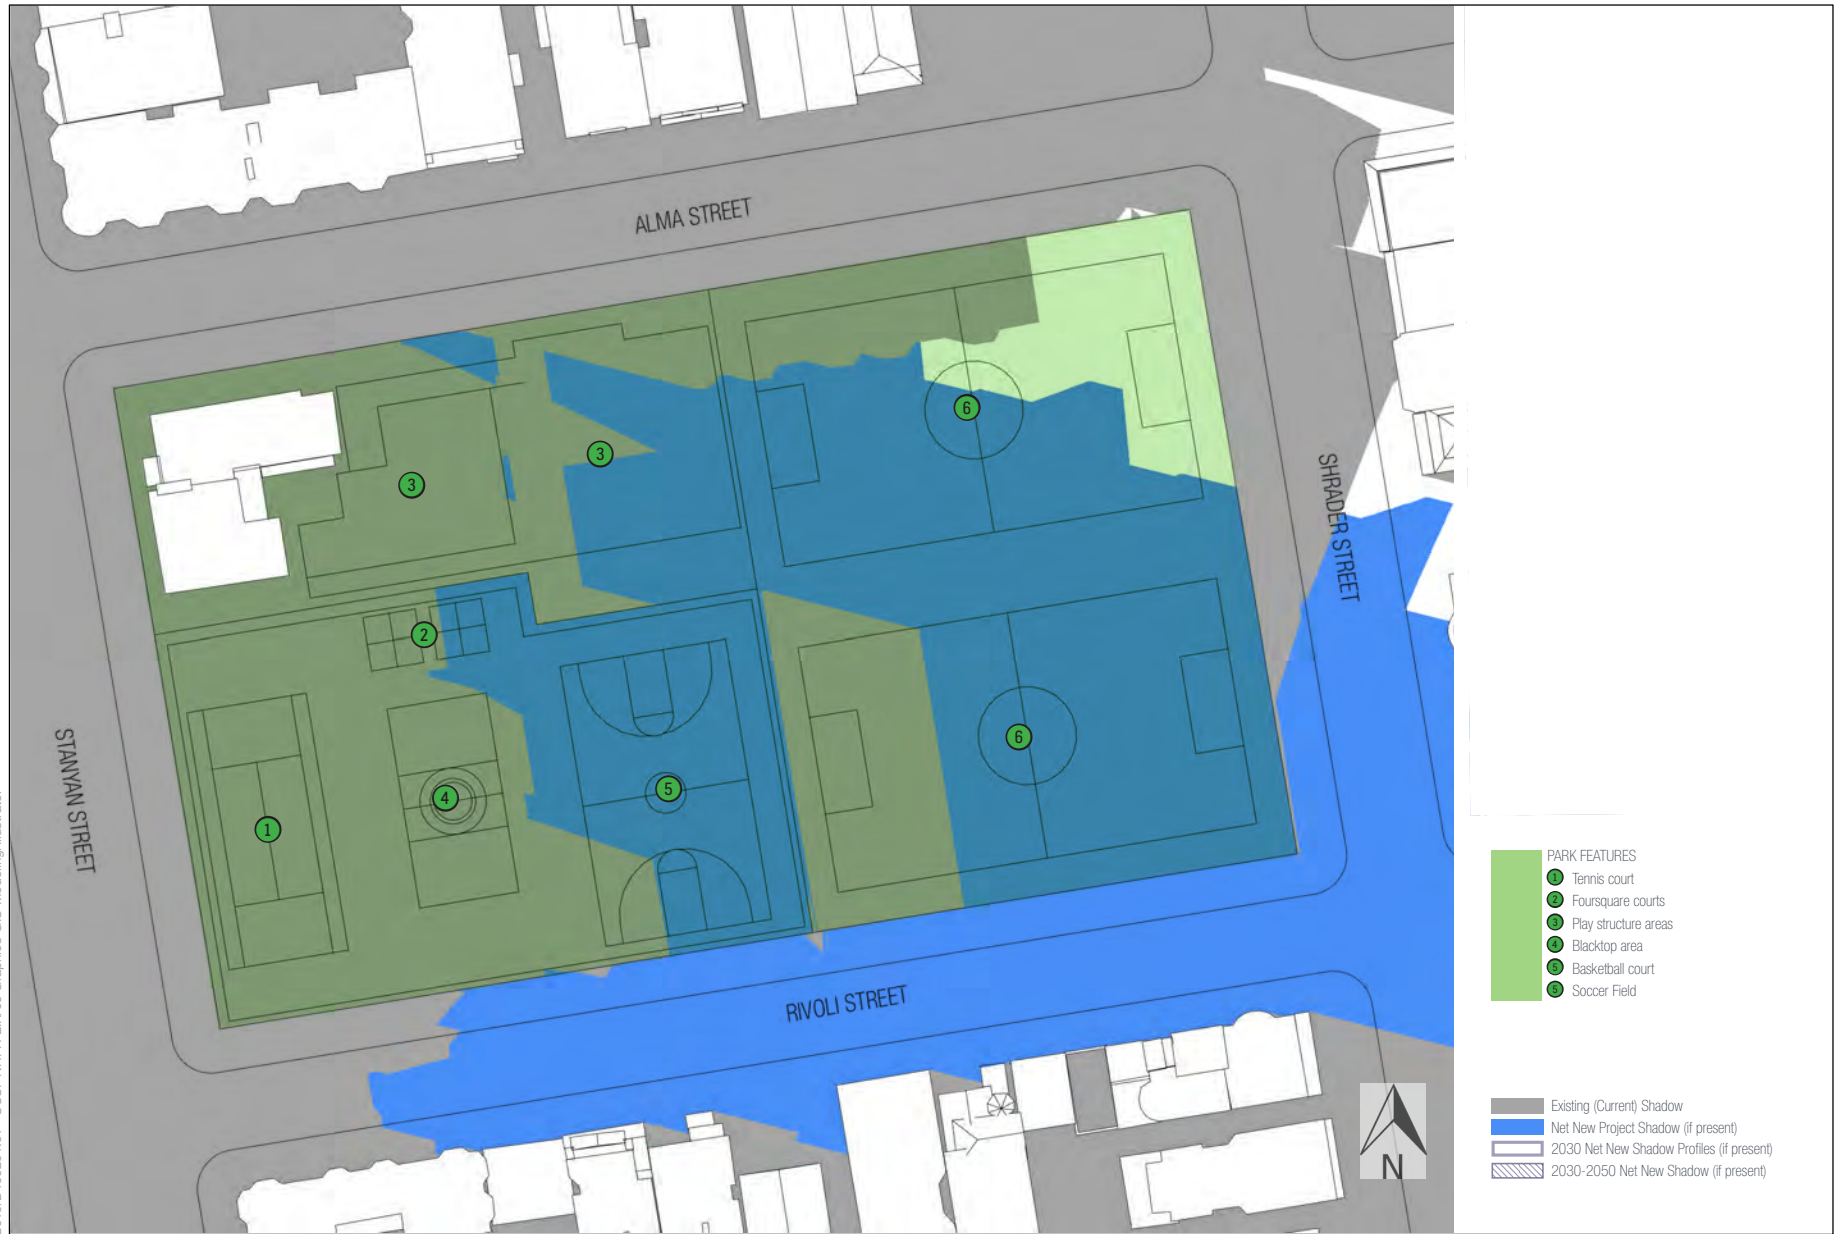 ALMA STREET
SHRADER STREET
STANYAN STREET
RIVOLI STREET
3
3
6
2
6
5
4
1
N
PARK FEATURES
1 Tennis court
2 Foursquare courts
3 Play structure areas
4 Blacktop area
5 Basketball court
5 Soccer Field
Existing (Current) Shadow
Net New Project Shadow (if present)
2030 Net New Shadow Profiles (if present)
2030-2050 Net New Shadow (if present)